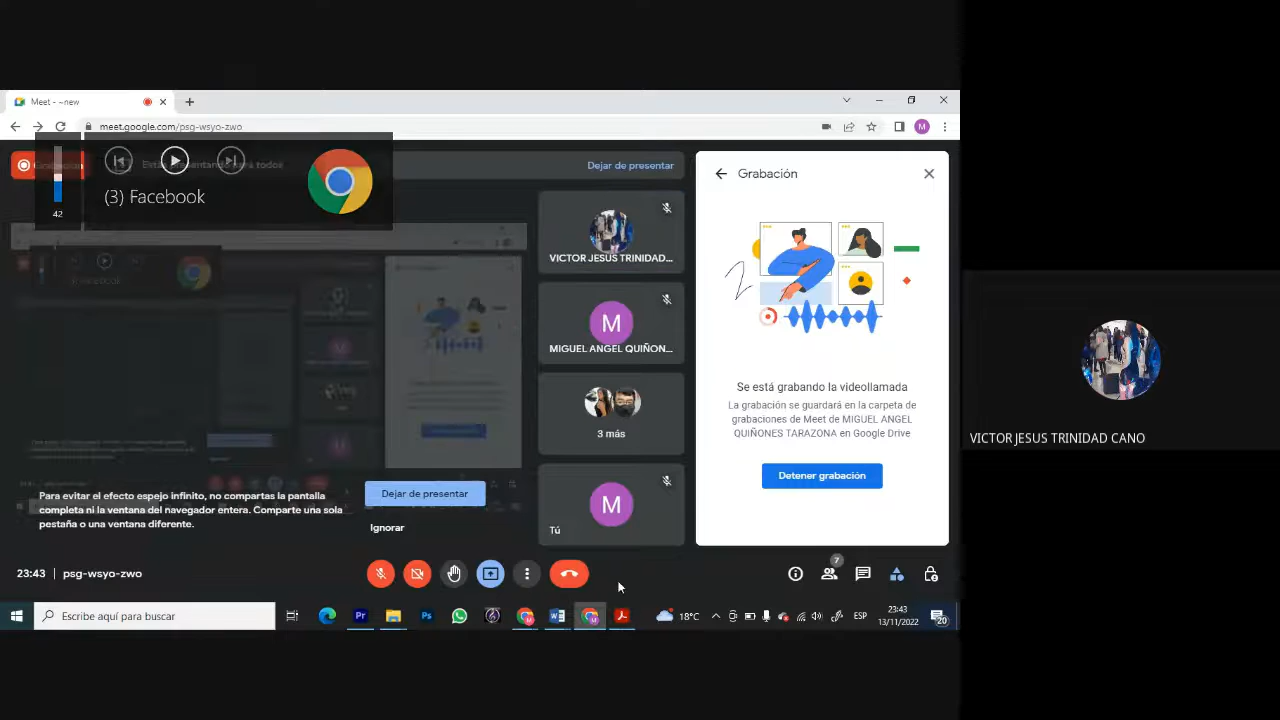 Meet - ~new
meet.google.com/psg-wsyo-zwo
Dejar de presentar
(3) Facebook
42
VICTOR JESUS TRINIDAD...
MIGUEL ANGEL QUIÑON...
3 más
Tú
Grabación
Se está grabando la videollamada
La grabación se guardará en la carpeta de
grabaciones de Meet de MIGUEL ANGEL
QUIÑONES TARAZONA en Google Drive
Detener grabación
Para evitar el efecto espejo infinito, no compartas la pantalla
completa ni la ventana del navegador entera. Comparte una sola
pestaña o una ventana diferente.
Dejar de presentar
Ignorar
23:43 | psg-wsyo-zwo
7
Escribe aquí para buscar
18°C
ESP
23:43
13/11/2022
20
VICTOR JESUS TRINIDAD CANO